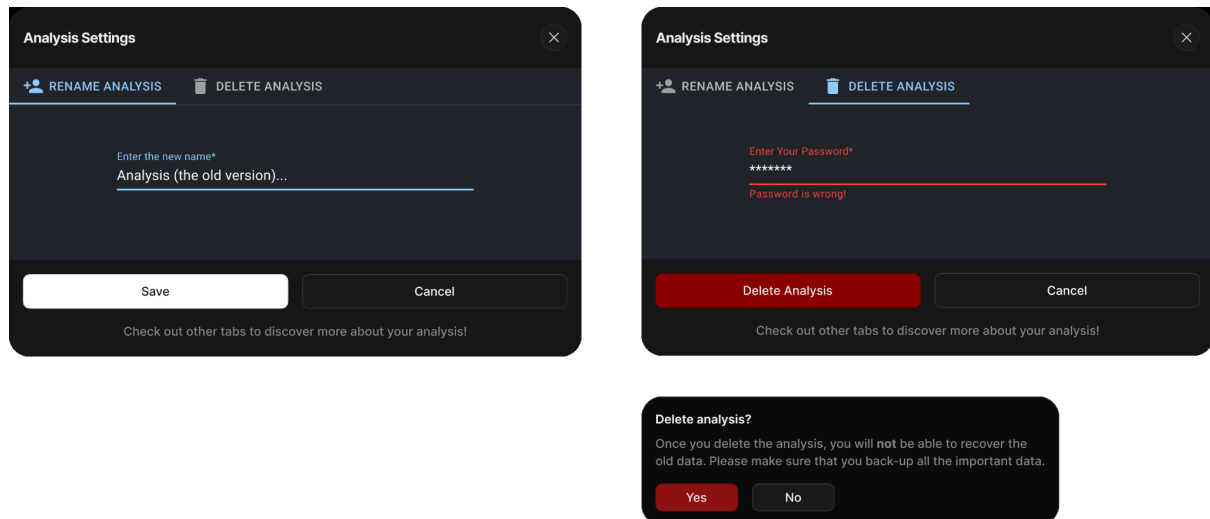 Analysis Settings
RENAME ANALYSIS
DELETE ANALYSIS
Enter the new name*
Analysis (the old version)...
Save
Cancel
Check out other tabs to discover more about your analysis!
Analysis Settings
RENAME ANALYSIS
DELETE ANALYSIS
Enter Your Password*
*******
Password is wrong!
Delete Analysis
Cancel
Check out other tabs to discover more about your analysis!
Delete analysis?
Once you delete the analysis, you will not be able to recover the
old data. Please make sure that you back-up all the important data.
Yes
No